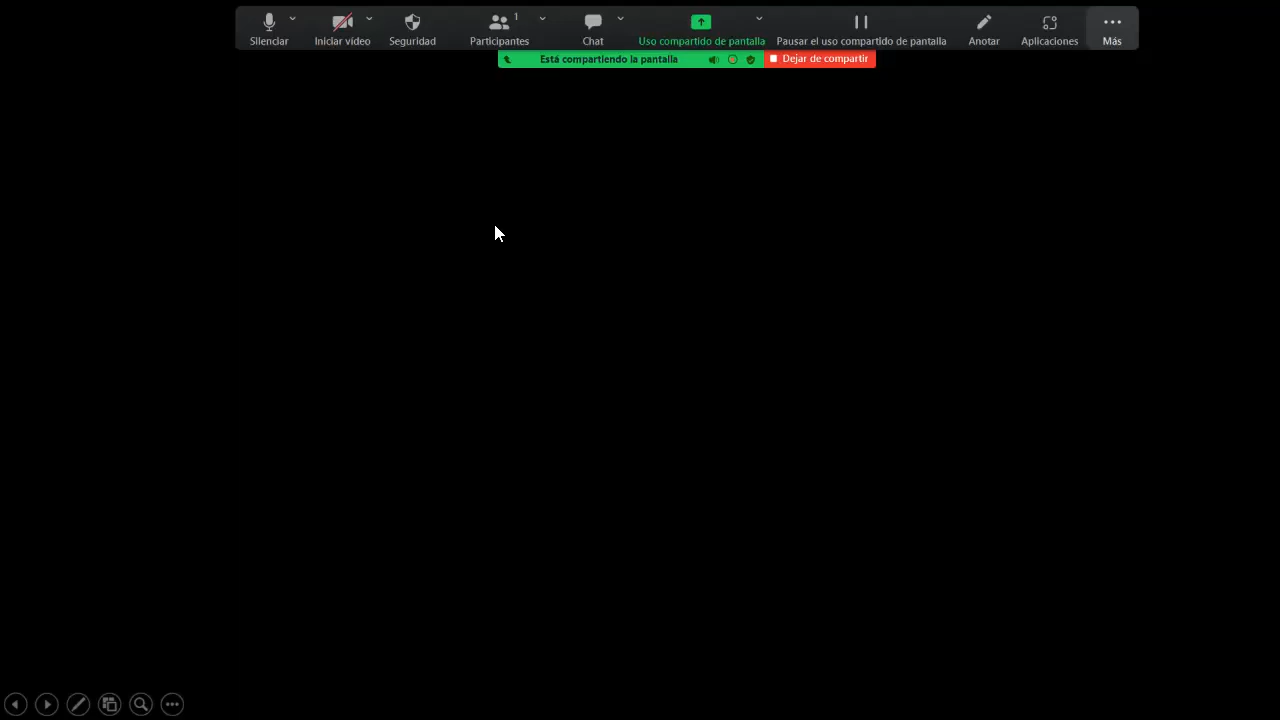 1
Silenciar
Iniciar vídeo
Seguridad
Participantes
Chat
Uso compartido de pantalla
Pausar el uso compartido de pantalla
Anotar
Aplicaciones
Más
Está compartiendo la pantalla
Dejar de compartir